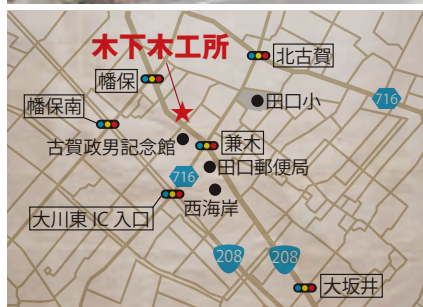 木下木工所
北古賀
幡保
716
田口小
幡保南
兼木
古賀政男記念館
田口郵便局
716
西海岸
大川東IC入口
208
208
大坂井